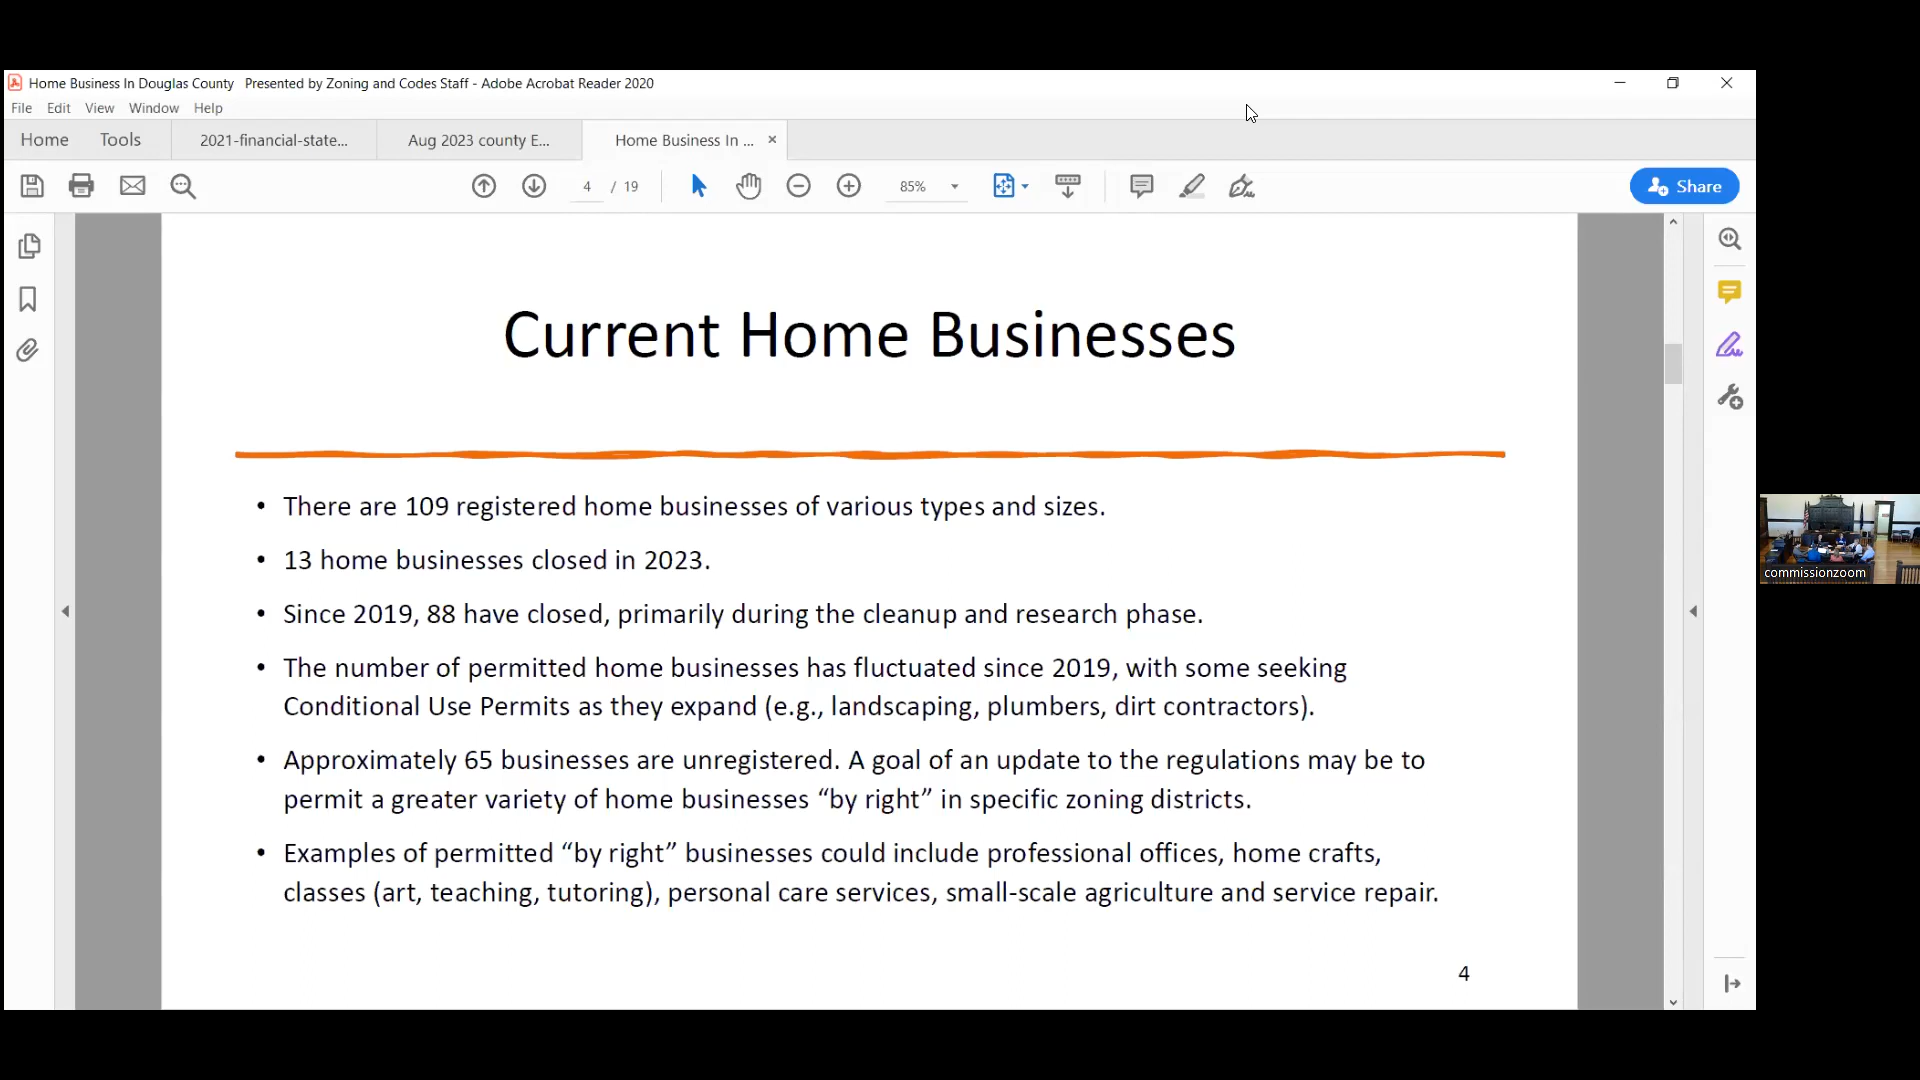 Home Business In Douglas County   Presented by Zoning and Codes Staff - Adobe Acrobat Reader 2020
File Edit View Window Help
Home Tools 2021-financial-state... Aug 2023 county E... Home Business In ...
4 / 19 85% Share
Current Home Businesses
• There are 109 registered home businesses of various types and sizes.
• 13 home businesses closed in 2023.
• Since 2019, 88 have closed, primarily during the cleanup and research phase.
• The number of permitted home businesses has fluctuated since 2019, with some seeking
Conditional Use Permits as they expand (e.g., landscaping, plumbers, dirt contractors).
• Approximately 65 businesses are unregistered. A goal of an update to the regulations may be to
permit a greater variety of home businesses “by right” in specific zoning districts.
• Examples of permitted “by right” businesses could include professional offices, home crafts,
classes (art, teaching, tutoring), personal care services, small-scale agriculture and service repair.
4
commissionzoom